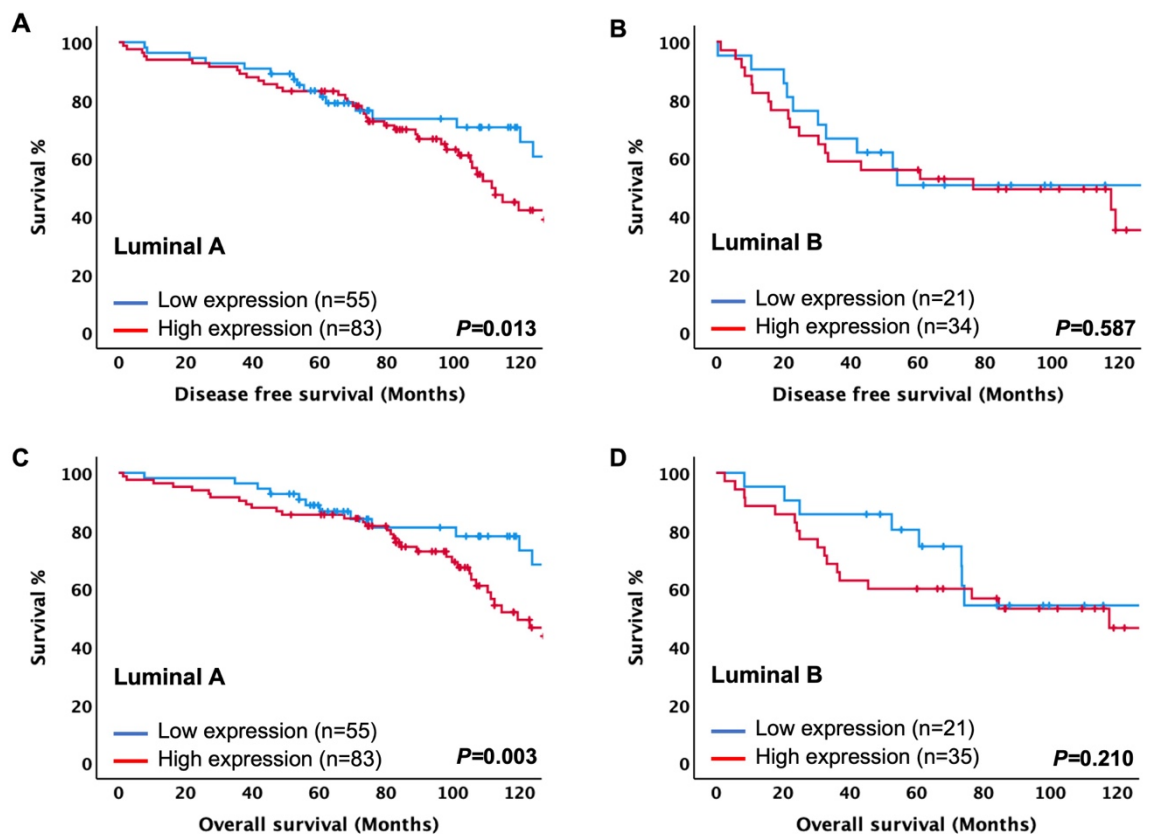 A
100
80
60
40
20
0
Survival %
Luminal A
Low expression (n=55)
High expression (n=83)
P=0.013
0 20 40 60 80 100 120
Disease free survival (Months)
B
100
80
60
40
20
0
Survival %
Luminal B
Low expression (n=21)
High expression (n=34)
P=0.587
0 20 40 60 80 100 120
Disease free survival (Months)
C
100
80
60
40
20
0
Survival %
Luminal A
Low expression (n=55)
High expression (n=83)
P=0.003
0 20 40 60 80 100 120
Overall survival (Months)
D
100
80
60
40
20
0
Survival %
Luminal B
Low expression (n=21)
High expression (n=35)
P=0.210
0 20 40 60 80 100 120
Overall survival (Months)